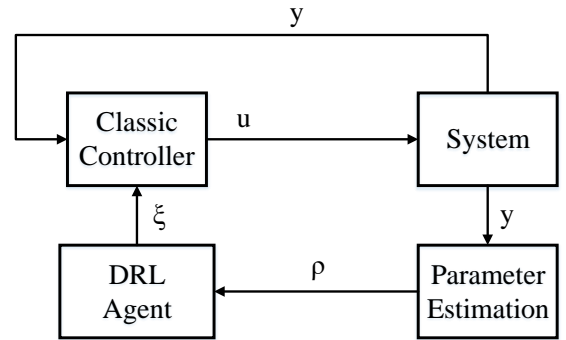 y
Classic
Controller
u
System
ξ
y
DRL
Agent
ρ
Parameter
Estimation